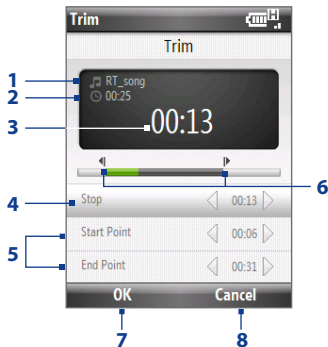 Trim
H
Trim
1
RT_song
2
00:25
3
00:13
6
4
Stop
00:13
5
Start Point
00:06
End Point
00:31
OK
Cancel
7
8